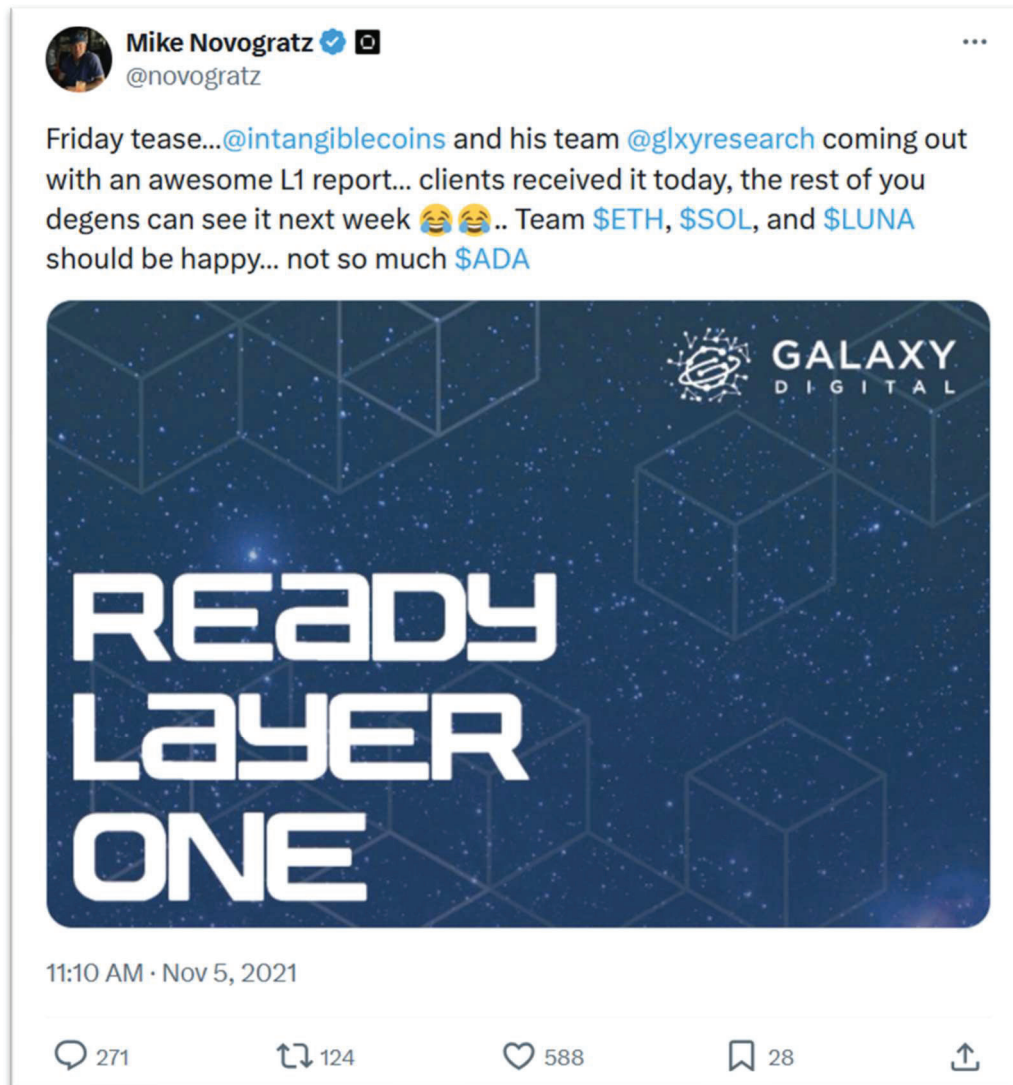 Mike Novogratz
@novogratz
Friday tease...@intangiblecoins and his team @glxyresearch coming out
with an awesome L1 report... clients received it today, the rest of you
degens can see it next week 😂😂.. Team $ETH, $SOL, and $LUNA
should be happy... not so much $ADA
GALAXY
DIGITAL
READY
LAYER
ONE
11:10 AM · Nov 5, 2021
271 124 588 28